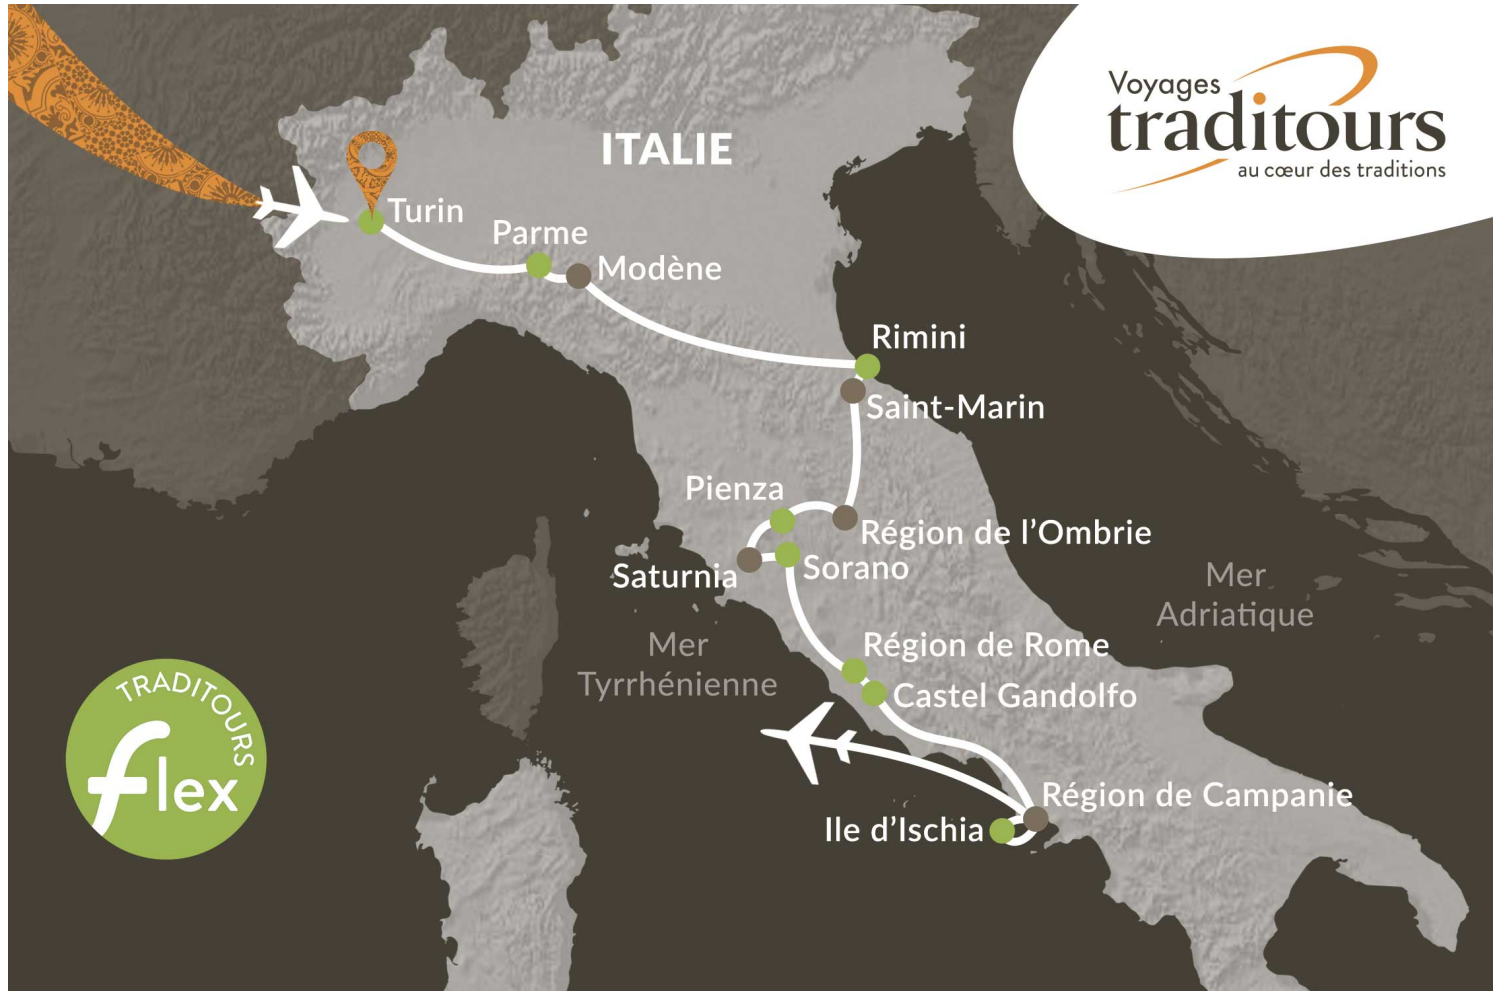 Voyages
traditours
au cœur des traditions
ITALIE
Turin
Parme
Modène
Rimini
Saint-Marin
Pienza
Région de l'Ombrie
Saturnia
Sorano
Mer
Adriatique
Mer
Tyrrhénienne
Région de Rome
Castel Gandolfo
Région de Campanie
Ile d'Ischia
TRADITOURS
flex